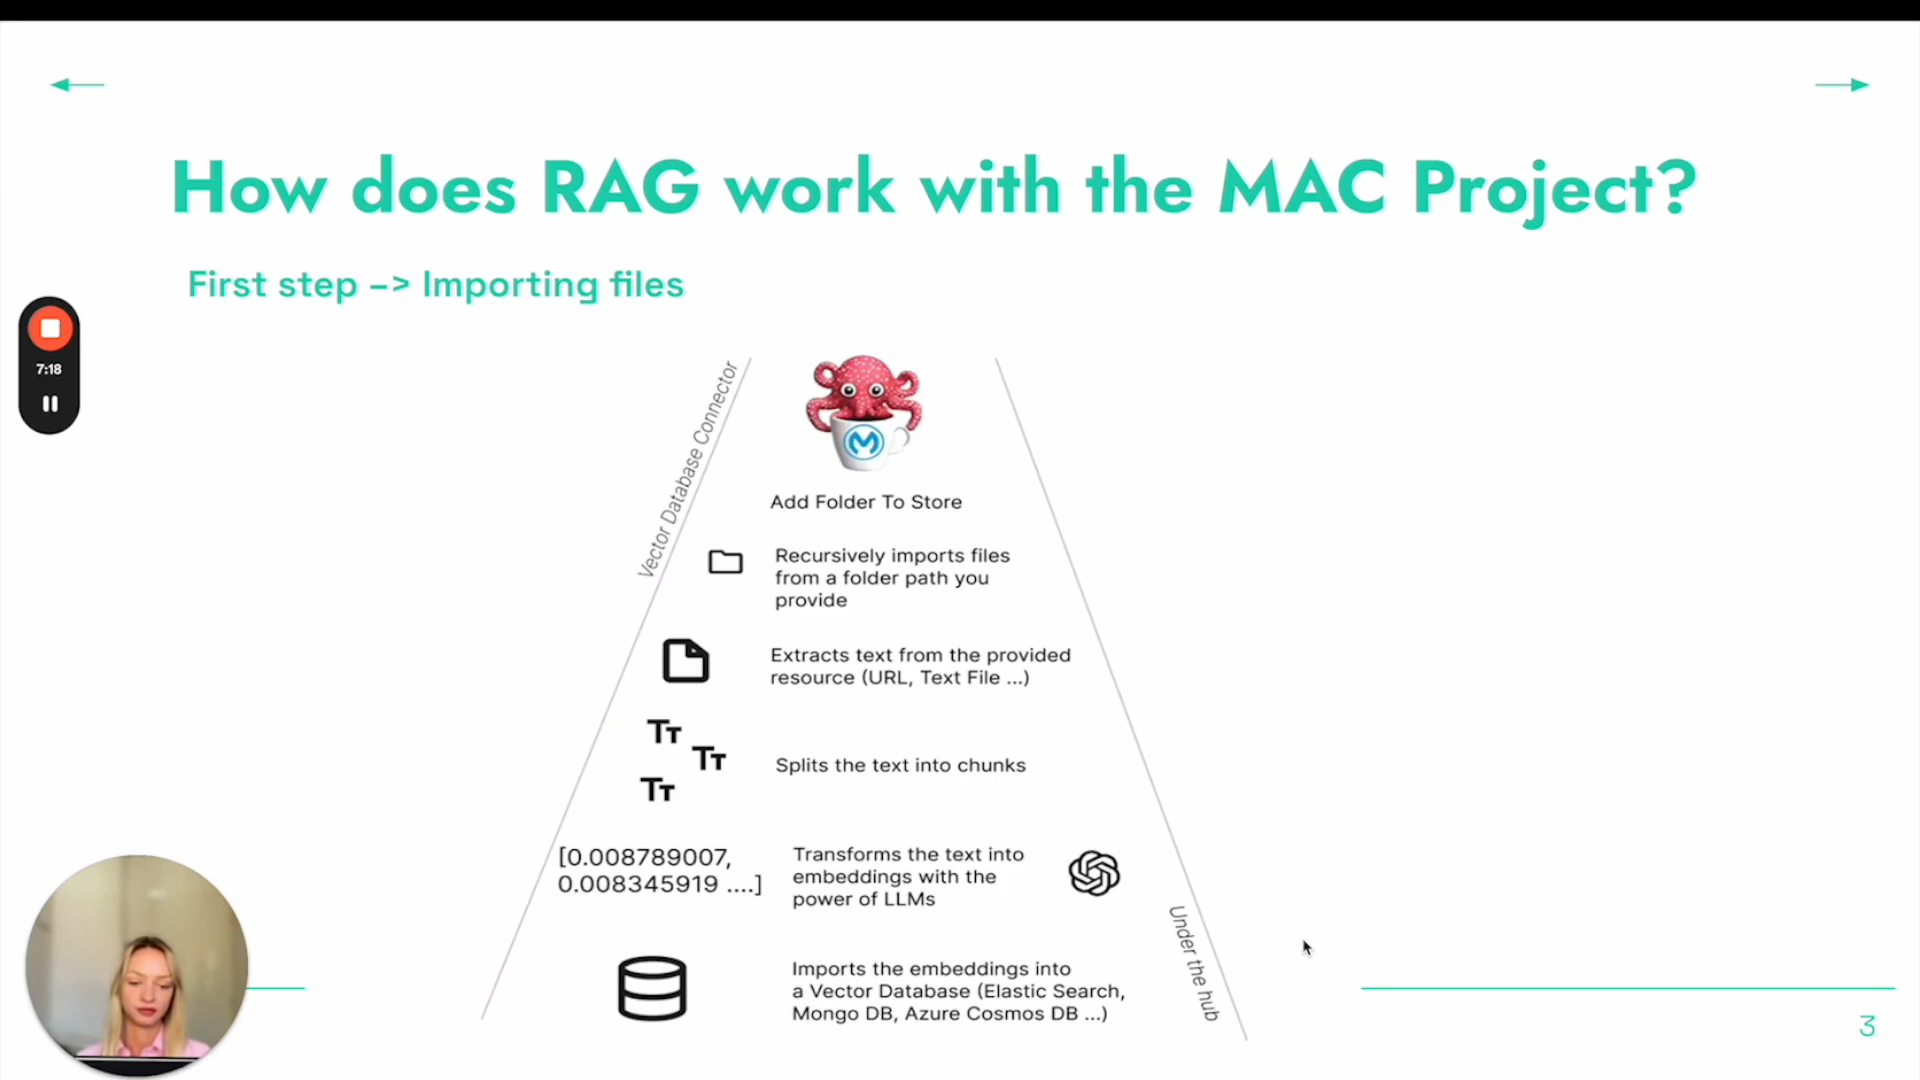 How does RAG work with the MAC Project?
First step –> Importing files
7:18
Vector Database Connector
Add Folder To Store
Recursively imports files
from a folder path you
provide
Extracts text from the provided
resource (URL, Text File ...)
TT
TT
TT
Splits the text into chunks
[0.008789007,
0.008345919 ....]
Transforms the text into
embeddings with the
power of LLMs
Imports the embeddings into
a Vector Database (Elastic Search,
Mongo DB, Azure Cosmos DB ...)
Under the hub
3